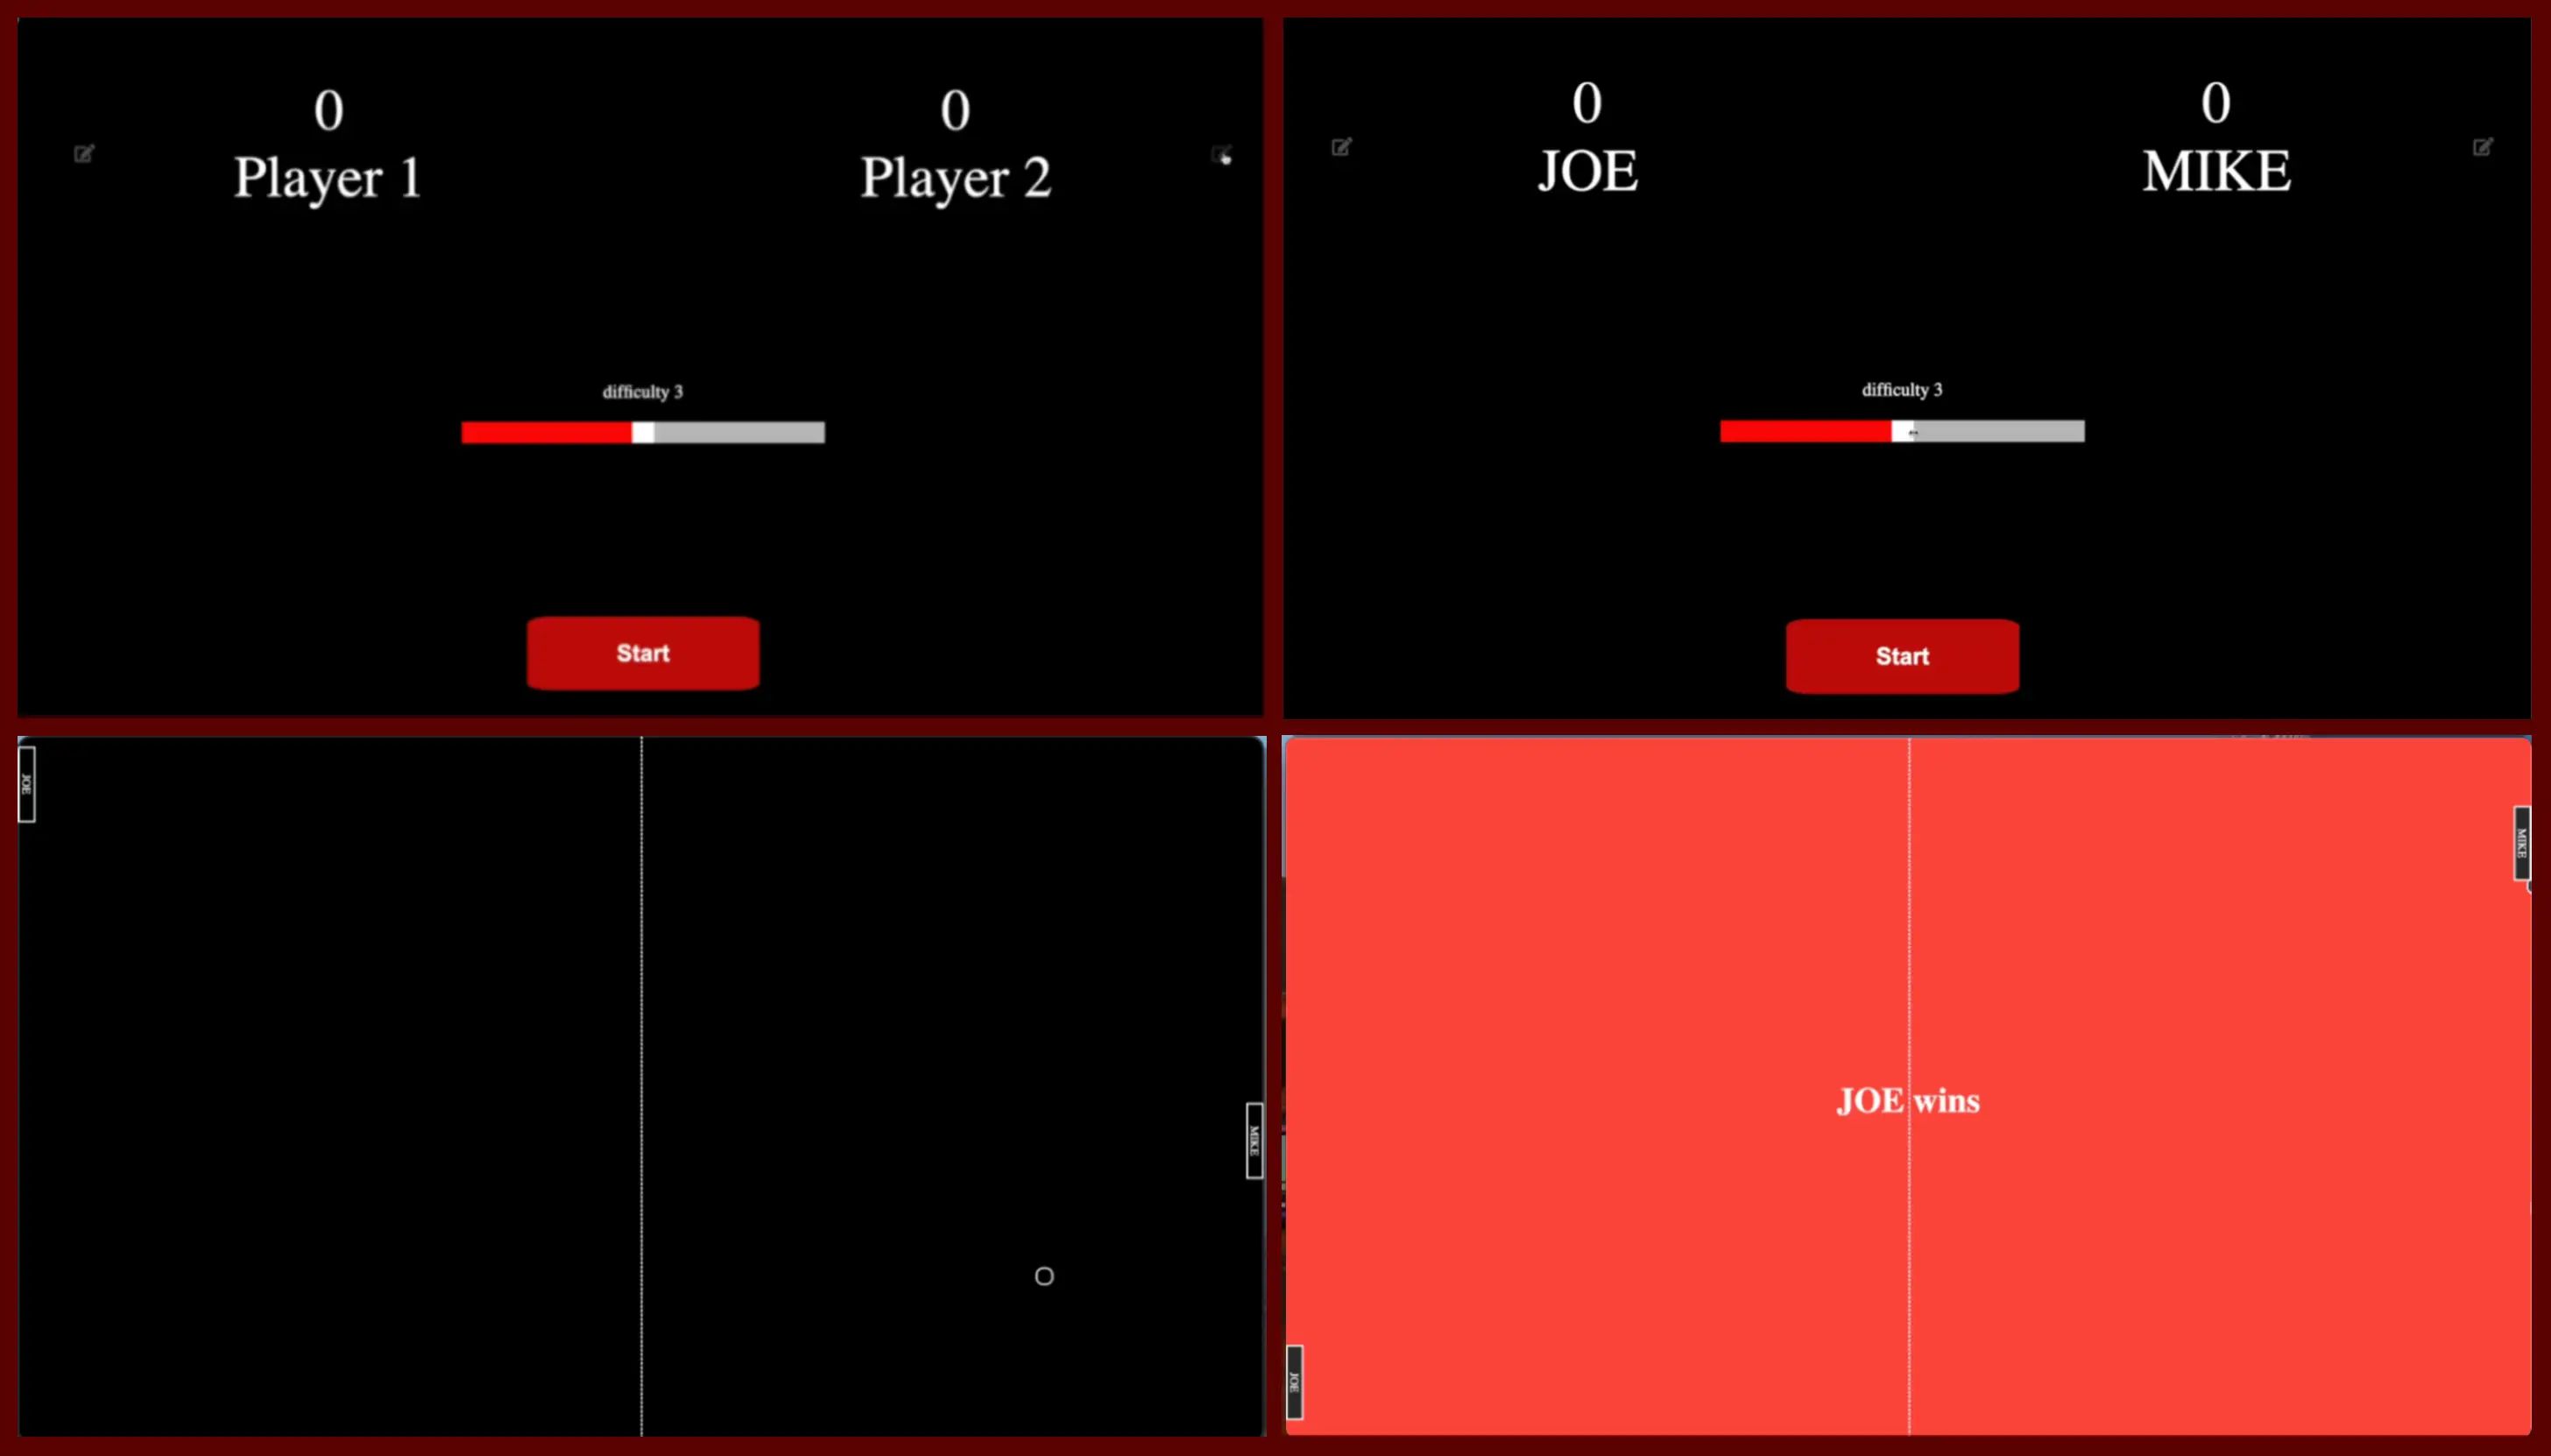 0
Player 1
0
Player 2
difficulty 3
Start
0
JOE
0
MIKE
difficulty 3
Start
JOE
MIKE
MIKE
JOE wins
JOE